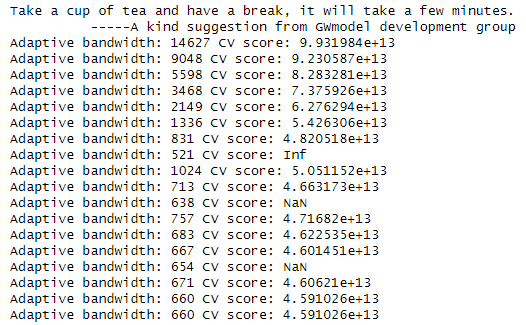 Take a cup of tea and have a break, it will take a few minutes.
-----A kind suggestion from GWmodel development group
Adaptive bandwidth: 14627 CV score: 9.931984e+13
Adaptive bandwidth: 9048 CV score: 9.230587e+13
Adaptive bandwidth: 5598 CV score: 8.283281e+13
Adaptive bandwidth: 3468 CV score: 7.375926e+13
Adaptive bandwidth: 2149 CV score: 6.276294e+13
Adaptive bandwidth: 1336 CV score: 5.426306e+13
Adaptive bandwidth: 831 CV score: 4.820518e+13
Adaptive bandwidth: 521 CV score: Inf
Adaptive bandwidth: 1024 CV score: 5.051152e+13
Adaptive bandwidth: 713 CV score: 4.663173e+13
Adaptive bandwidth: 638 CV score: NaN
Adaptive bandwidth: 757 CV score: 4.71682e+13
Adaptive bandwidth: 683 CV score: 4.622535e+13
Adaptive bandwidth: 667 CV score: 4.601451e+13
Adaptive bandwidth: 654 CV score: NaN
Adaptive bandwidth: 671 CV score: 4.60621e+13
Adaptive bandwidth: 660 CV score: 4.591026e+13
Adaptive bandwidth: 660 CV score: 4.591026e+13